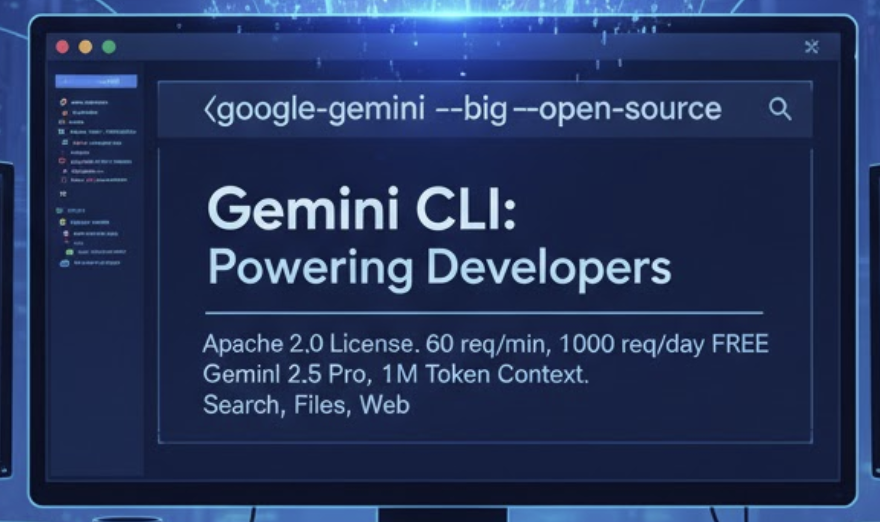 <google-gemini --big --open-source
Gemini CLI:
Powering Developers
Apache 2.0 License. 60 req/min, 1000 req/day FREE
Geminl 2.5 Pro, 1M Token Context.
Search, Files, Web